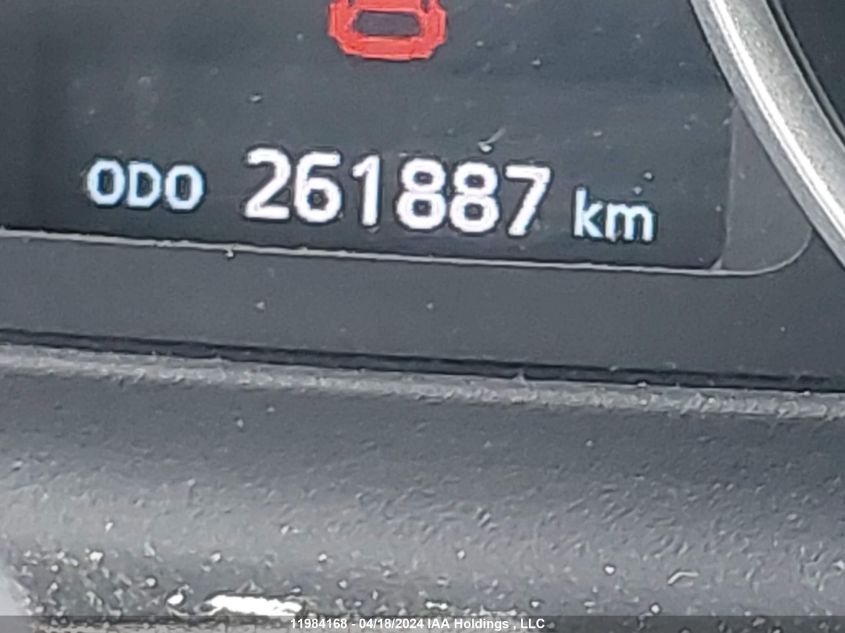 ODO 261887 km
11984168 - 04/18/2024 IAA Holdings , LLC